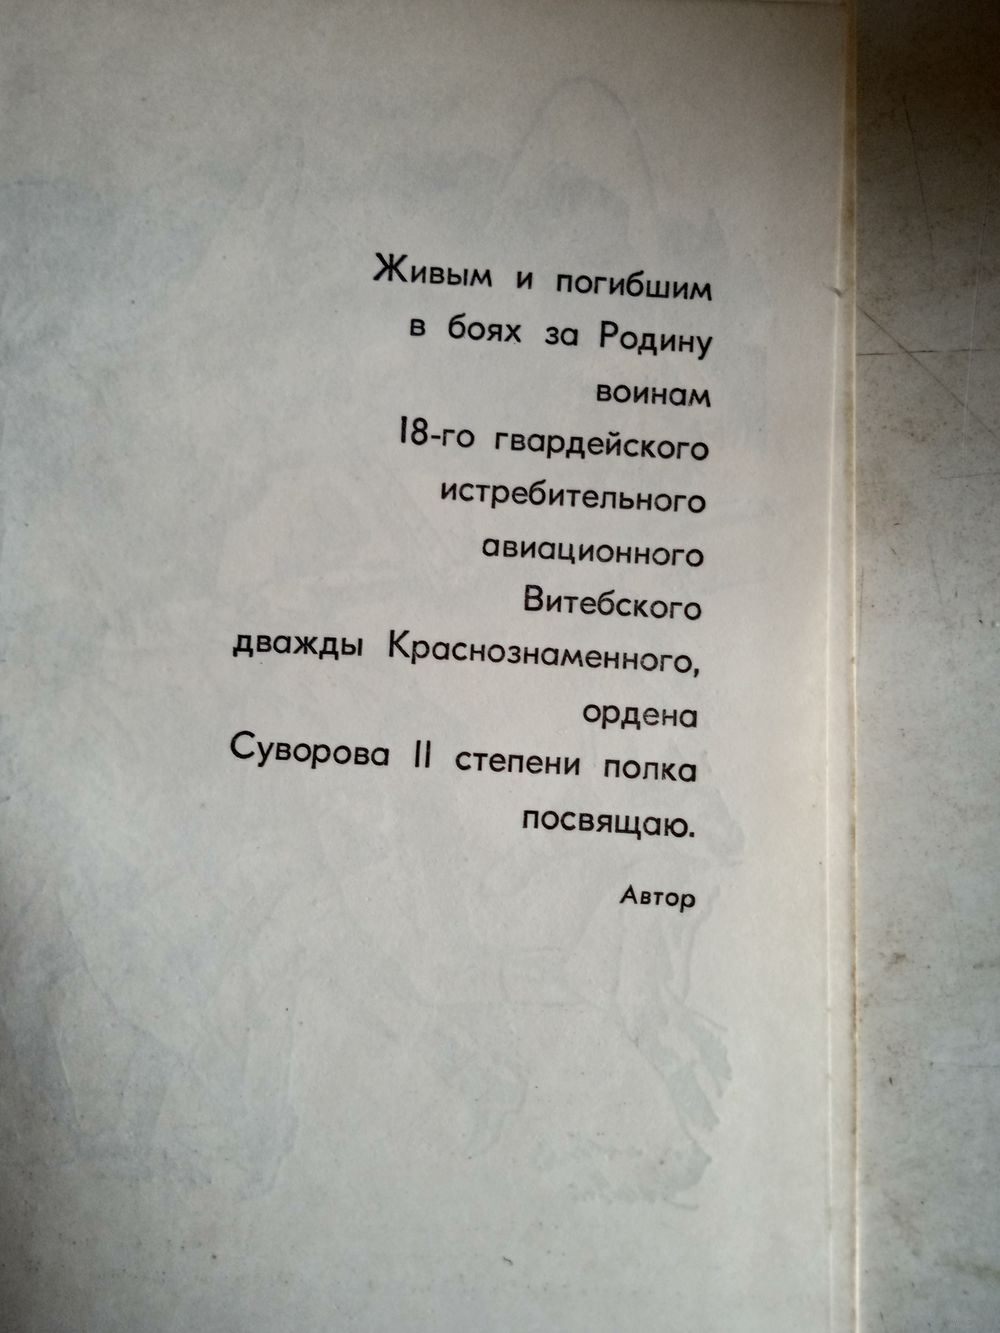 Живым и погибшим
в боях за Родину
воинам
18-го гвардейского
истребительного
авиационного
Витебского
дважды Краснознаменного,
ордена
Суворова II степени полка
посвящаю.
Автор